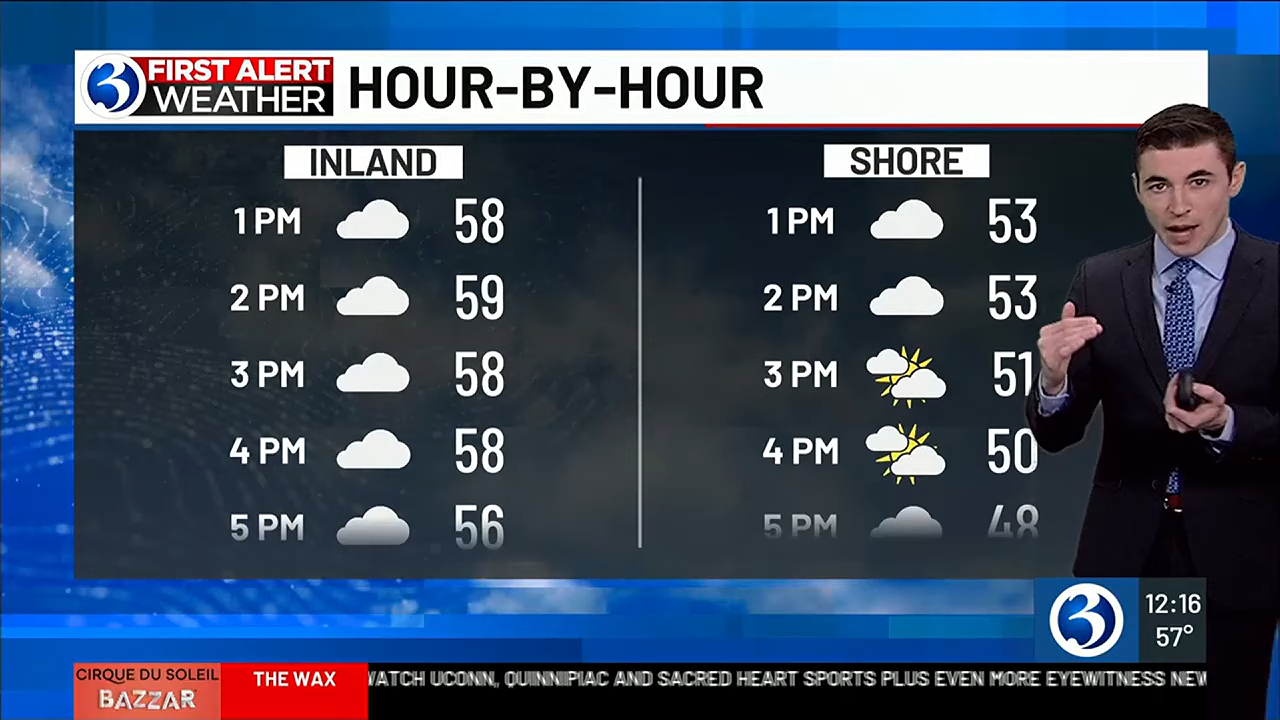 3 FIRST ALERT WEATHER
HOUR-BY-HOUR
INLAND
1 PM 58
2 PM 59
3 PM 58
4 PM 58
5 PM 56
SHORE
1 PM 53
2 PM 53
3 PM 51
4 PM 50
5 PM 48
3
12:16
57°
CIRQUE DU SOLEIL
BAZZAR
THE WAX
WATCH UCONN, QUINNIPIAC AND SACRED HEART SPORTS PLUS EVEN MORE EYEWITNESS NEW